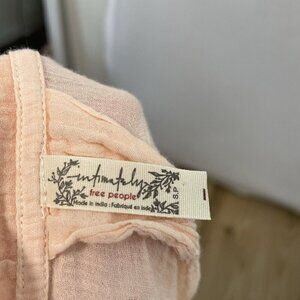 intimately
free people
Made in India : Fabriqué en Inde
S.P